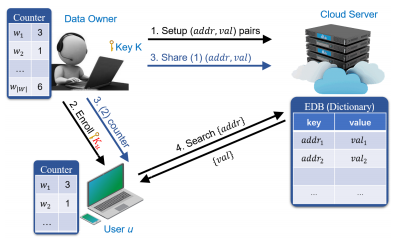 Counter
w₁ 3
w₂ 1
...
w|W| 6
Data Owner
Key K
1. Setup (addr, val) pairs
3. Share (1) (addr, val)
Cloud Server
EDB (Dictionary)
key value
addr₁ val₁
addr₂ val₂
... ...
2. Enroll Kᵤ
3. (2) counter
4. Search {addr}
{val}
Counter
w₁ 3
w₂ 1
...
User u